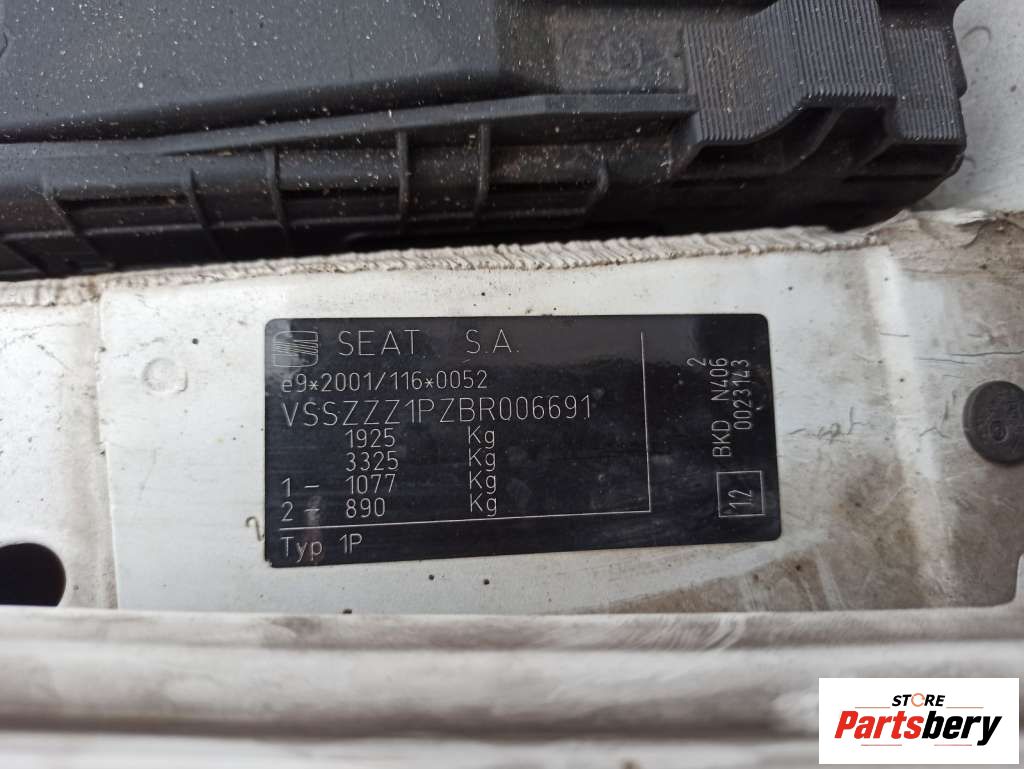 SEAT S.A.
e9*2001/116*0052
VSSZZZ1PZBR006691
1925 Kg
3325 Kg
1- 1077 Kg
2- 890 Kg
Typ 1P
BKD N406 2
0023143
12
STORE
Partsbery